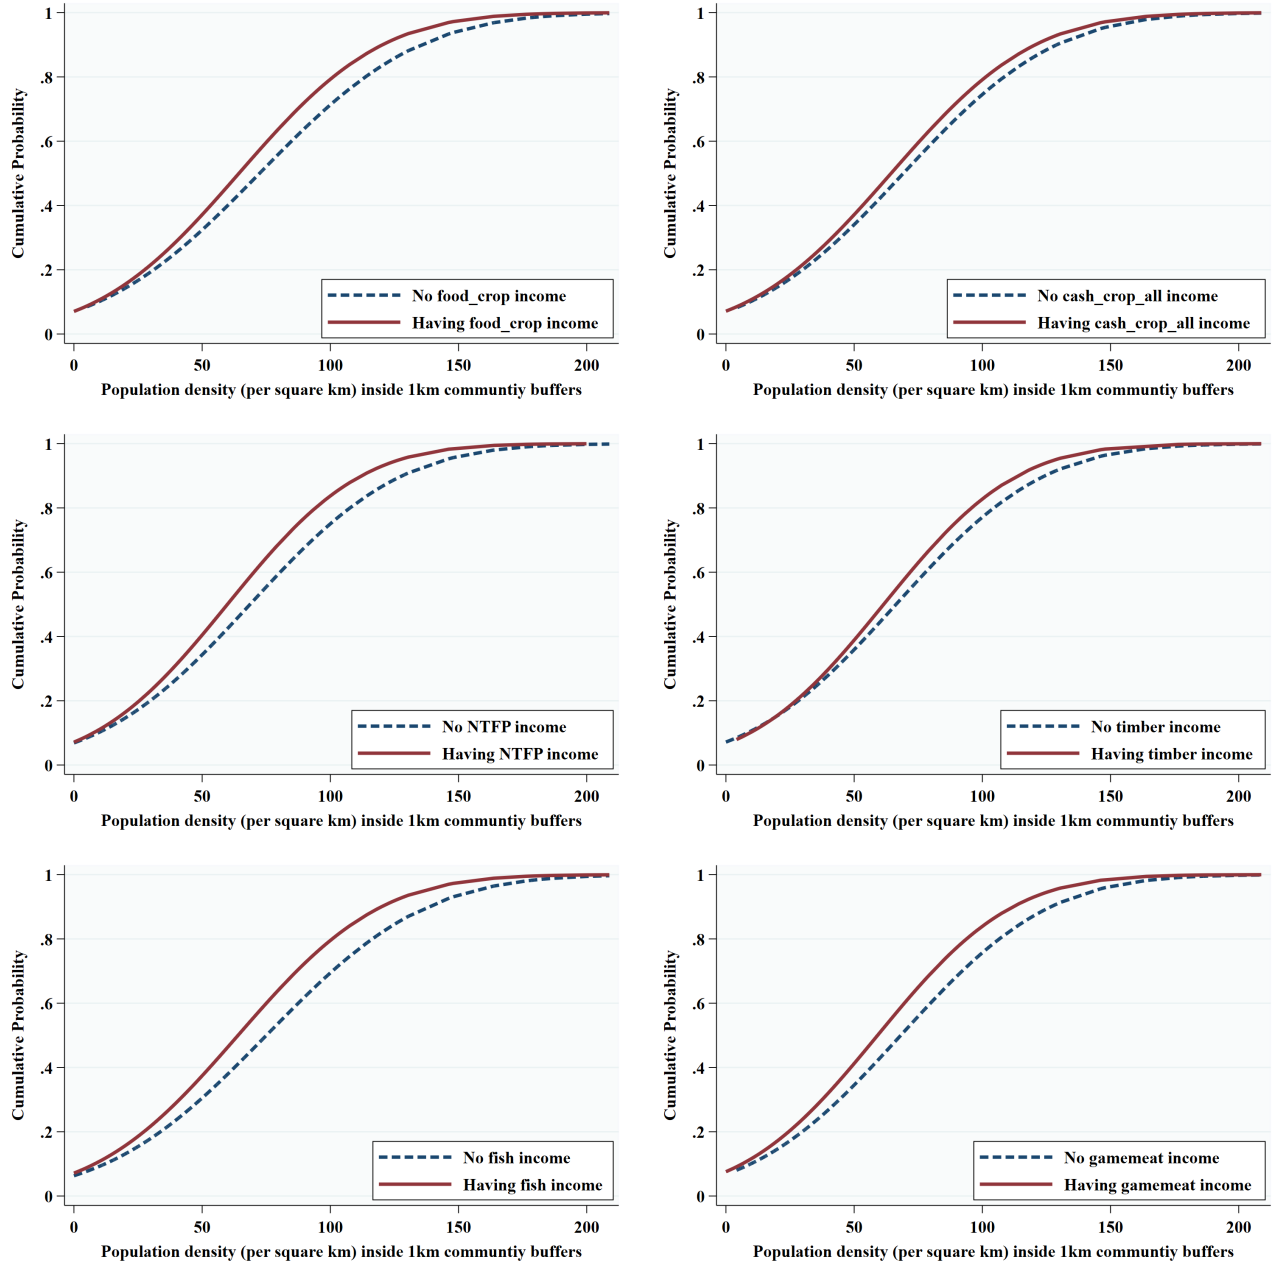 Cumulative Probability
1
.8
.6
.4
.2
0
No food_crop income
Having food_crop income
0 50 100 150 200
Population density (per square km) inside 1km communtiy buffers
Cumulative Probability
1
.8
.6
.4
.2
0
No cash_crop_all income
Having cash_crop_all income
0 50 100 150 200
Population density (per square km) inside 1km communtiy buffers
Cumulative Probability
1
.8
.6
.4
.2
0
No NTFP income
Having NTFP income
0 50 100 150 200
Population density (per square km) inside 1km communtiy buffers
Cumulative Probability
1
.8
.6
.4
.2
0
No timber income
Having timber income
0 50 100 150 200
Population density (per square km) inside 1km communtiy buffers
Cumulative Probability
1
.8
.6
.4
.2
0
No fish income
Having fish income
0 50 100 150 200
Population density (per square km) inside 1km communtiy buffers
Cumulative Probability
1
.8
.6
.4
.2
0
No gamemeat income
Having gamemeat income
0 50 100 150 200
Population density (per square km) inside 1km communtiy buffers